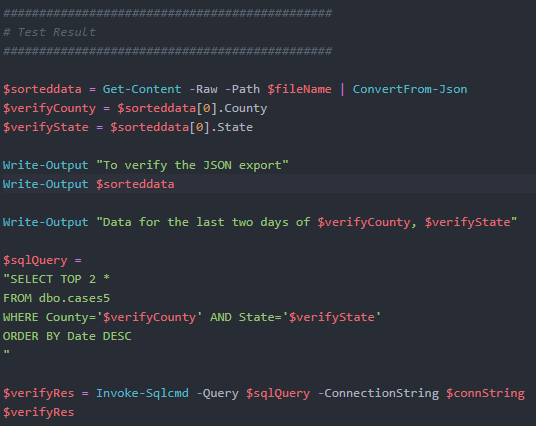 ############################################
# Test Result
############################################
$sorteddata = Get-Content -Raw -Path $fileName | ConvertFrom-Json
$verifyCounty = $sorteddata[0].County
$verifyState = $sorteddata[0].State
Write-Output "To verify the JSON export"
Write-Output $sorteddata
Write-Output "Data for the last two days of $verifyCounty, $verifyState"
$sqlQuery =
"SELECT TOP 2 *
FROM dbo.cases5
WHERE County='$verifyCounty' AND State='$verifyState'
ORDER BY Date DESC
"
$verifyRes = Invoke-Sqlcmd -Query $sqlQuery -ConnectionString $connString
$verifyRes